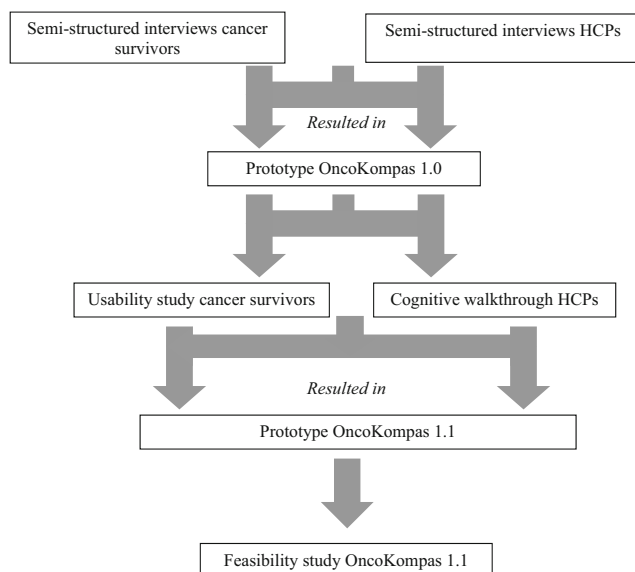 Semi-structured interviews cancer
survivors
Semi-structured interviews HCPs
Resulted in
Prototype OncoKompas 1.0
Usability study cancer survivors
Cognitive walkthrough HCPs
Resulted in
Prototype OncoKompas 1.1
Feasibility study OncoKompas 1.1